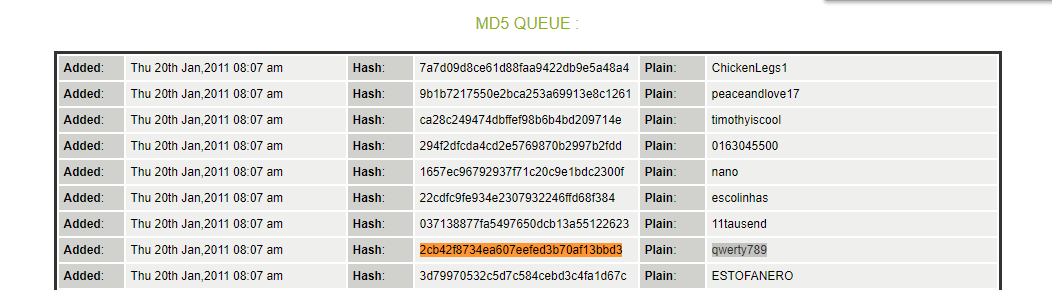 MD5 QUEUE :
Added: Thu 20th Jan,2011 08:07 am Hash: 7a7d09d8ce61d88faa9422db9e5a48a4 Plain: ChickenLegs1
Added: Thu 20th Jan,2011 08:07 am Hash: 9b1b7217550e2bca253a69913e8c1261 Plain: peaceandlove17
Added: Thu 20th Jan,2011 08:07 am Hash: ca28c249474dbffef98b6b4bd209714e Plain: timothyiscool
Added: Thu 20th Jan,2011 08:07 am Hash: 294f2dfcda4cd2e5769870b2997b2fdd Plain: 0163045500
Added: Thu 20th Jan,2011 08:07 am Hash: 1657ec96792937f71c20c9e1bdc2300f Plain: nano
Added: Thu 20th Jan,2011 08:07 am Hash: 22cdfc9fe934e2307932246ffd68f384 Plain: escolinhas
Added: Thu 20th Jan,2011 08:07 am Hash: 037138877fa5497650dcb13a55122623 Plain: 11tausend
Added: Thu 20th Jan,2011 08:07 am Hash: 2cb42f8734ea607eefed3b70af13bbd3 Plain: qwerty789
Added: Thu 20th Jan,2011 08:07 am Hash: 3d79970532c5d7c584cebd3c4fa1d67c Plain: ESTOFANERO